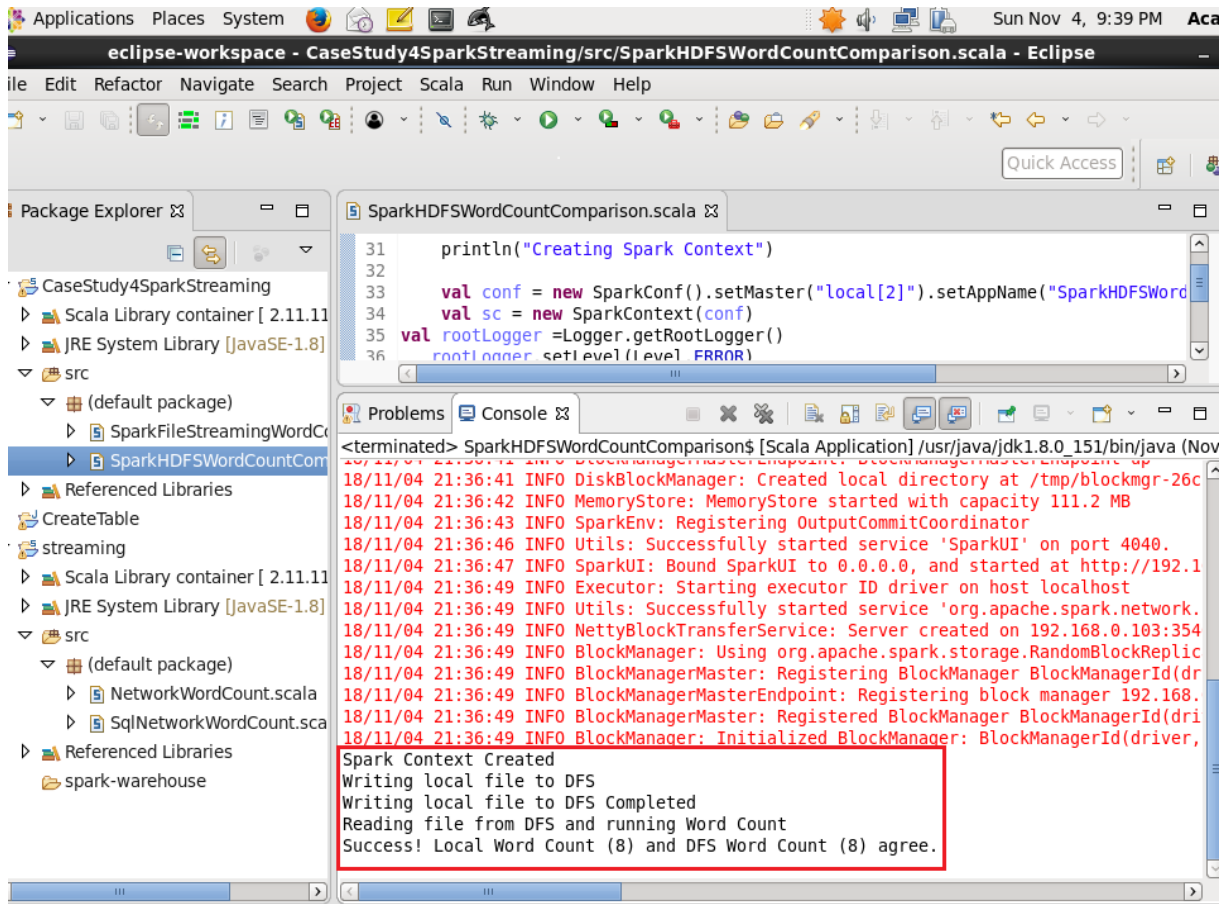 Applications Places System Sun Nov 4, 9:39 PM Aca
eclipse-workspace - CaseStudy4SparkStreaming/src/SparkHDFSWordCountComparison.scala - Eclipse
ile Edit Refactor Navigate Search Project Scala Run Window Help
Quick Access
Package Explorer
CaseStudy4SparkStreaming
Scala Library container [ 2.11.11
JRE System Library [JavaSE-1.8]
src
(default package)
SparkFileStreamingWordCo
SparkHDFSWordCountCom
Referenced Libraries
CreateTable
streaming
Scala Library container [ 2.11.11
JRE System Library [JavaSE-1.8]
src
(default package)
NetworkWordCount.scala
SqlNetworkWordCount.sca
Referenced Libraries
spark-warehouse
SparkHDFSWordCountComparison.scala
31 println("Creating Spark Context")
32
33 val conf = new SparkConf().setMaster("local[2]").setAppName("SparkHDFSWord
34 val sc = new SparkContext(conf)
35 val rootLogger =Logger.getRootLogger()
36 rootLogger.setLevel(Level.ERROR)
Problems Console
<terminated> SparkHDFSWordCountComparison$ [Scala Application] /usr/java/jdk1.8.0_151/bin/java (Nov
18/11/04 21:36:41 INFO BlockManagerMasterEndpoint: BlockManagerMasterEndpoint up
18/11/04 21:36:41 INFO DiskBlockManager: Created local directory at /tmp/blockmgr-26c
18/11/04 21:36:42 INFO MemoryStore: MemoryStore started with capacity 111.2 MB
18/11/04 21:36:43 INFO SparkEnv: Registering OutputCommitCoordinator
18/11/04 21:36:46 INFO Utils: Successfully started service 'SparkUI' on port 4040.
18/11/04 21:36:47 INFO SparkUI: Bound SparkUI to 0.0.0.0, and started at http://192.1
18/11/04 21:36:49 INFO Executor: Starting executor ID driver on host localhost
18/11/04 21:36:49 INFO Utils: Successfully started service 'org.apache.spark.network.
18/11/04 21:36:49 INFO NettyBlockTransferService: Server created on 192.168.0.103:354
18/11/04 21:36:49 INFO BlockManager: Using org.apache.spark.storage.RandomBlockReplic
18/11/04 21:36:49 INFO BlockManagerMaster: Registering BlockManager BlockManagerId(dr
18/11/04 21:36:49 INFO BlockManagerMasterEndpoint: Registering block manager 192.168.
18/11/04 21:36:49 INFO BlockManagerMaster: Registered BlockManager BlockManagerId(dri
18/11/04 21:36:49 INFO BlockManager: Initialized BlockManager: BlockManagerId(driver,
Spark Context Created
Writing local file to DFS
Writing local file to DFS Completed
Reading file from DFS and running Word Count
Success! Local Word Count (8) and DFS Word Count (8) agree.